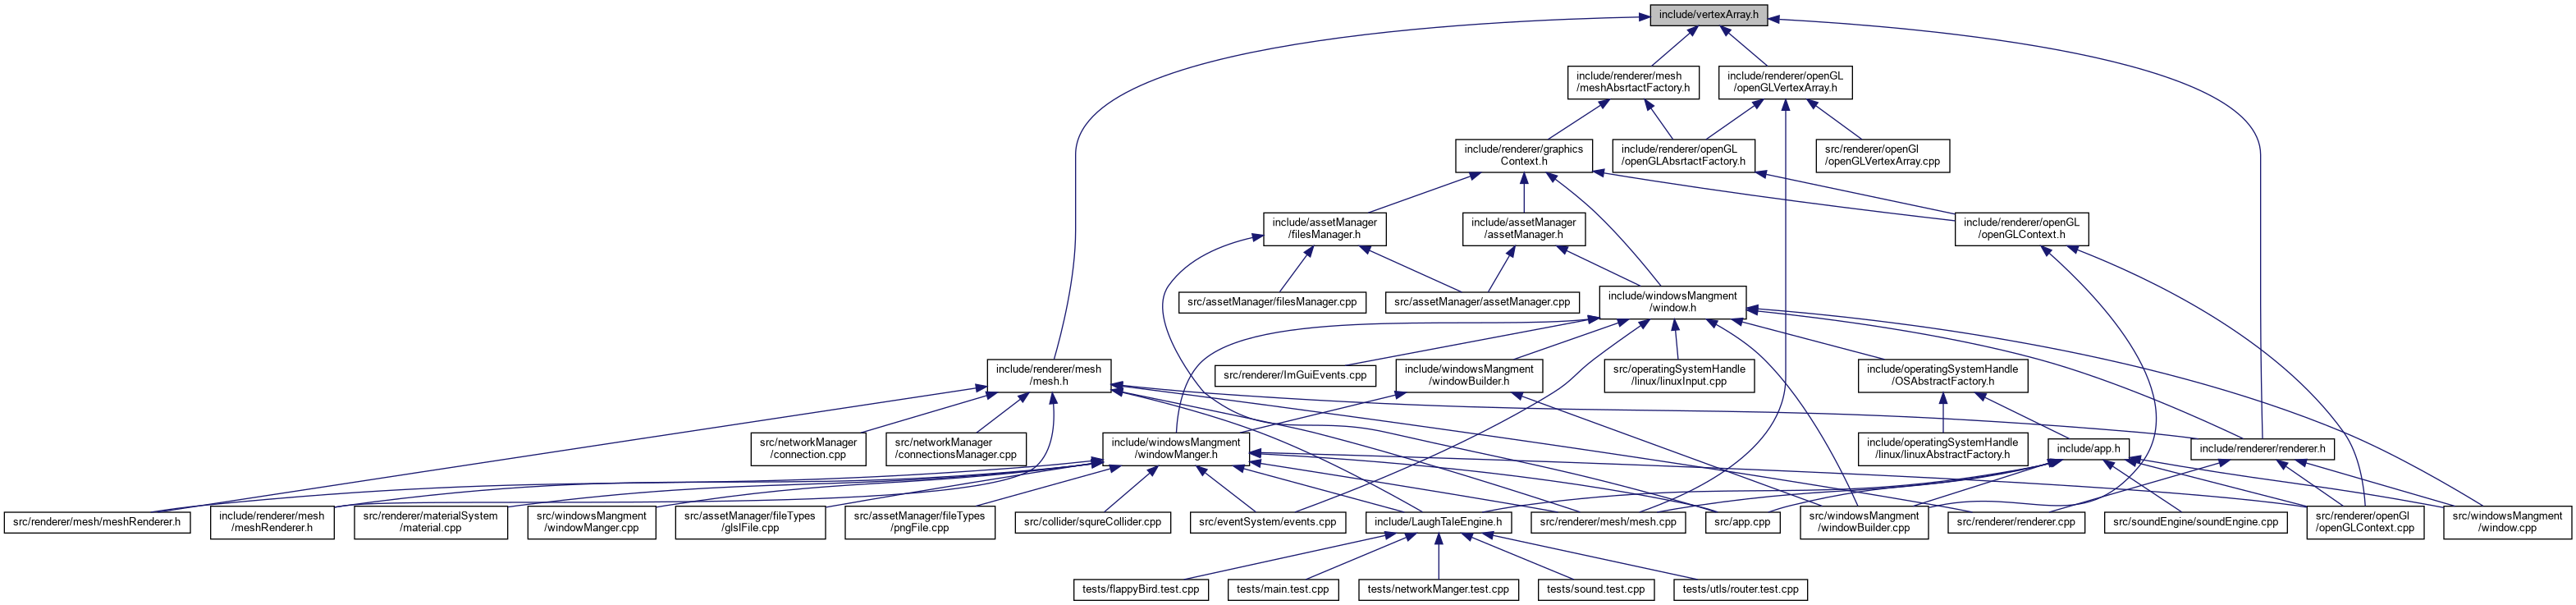 include/vertexArray.h
include/renderer/mesh
/meshAbsrtactFactory.h
include/renderer/openGL
/openGLVertexArray.h
include/renderer/graphics
Context.h
include/renderer/openGL
/openGLAbsrtactFactory.h
src/renderer/openGl
/openGLVertexArray.cpp
include/assetManager
/filesManager.h
include/assetManager
/assetManager.h
include/renderer/openGL
/openGLContext.h
src/assetManager/filesManager.cpp
src/assetManager/assetManager.cpp
include/windowsMangment
/window.h
include/renderer/mesh
/mesh.h
src/renderer/ImGuiEvents.cpp
include/windowsMangment
/windowBuilder.h
src/operatingSystemHandle
/linux/linuxInput.cpp
include/operatingSystemHandle
/OSAbstractFactory.h
src/networkManager
/connection.cpp
src/networkManager
/connectionsManager.cpp
include/windowsMangment
/windowManger.h
include/operatingSystemHandle
/linux/linuxAbstractFactory.h
include/app.h
include/renderer/renderer.h
src/renderer/mesh/meshRenderer.h
include/renderer/mesh
/meshRenderer.h
src/renderer/materialSystem
/material.cpp
src/windowsMangment
/windowManger.cpp
src/assetManager/fileTypes
/glslFile.cpp
src/assetManager/fileTypes
/pngFile.cpp
src/collider/squreCollider.cpp
src/eventSystem/events.cpp
include/LaughTaleEngine.h
src/renderer/mesh/mesh.cpp
src/app.cpp
src/windowsMangment
/windowBuilder.cpp
src/renderer/renderer.cpp
src/soundEngine/soundEngine.cpp
src/renderer/openGl
/openGLContext.cpp
src/windowsMangment
/window.cpp
tests/flappyBird.test.cpp
tests/main.test.cpp
tests/networkManger.test.cpp
tests/sound.test.cpp
tests/utls/router.test.cpp